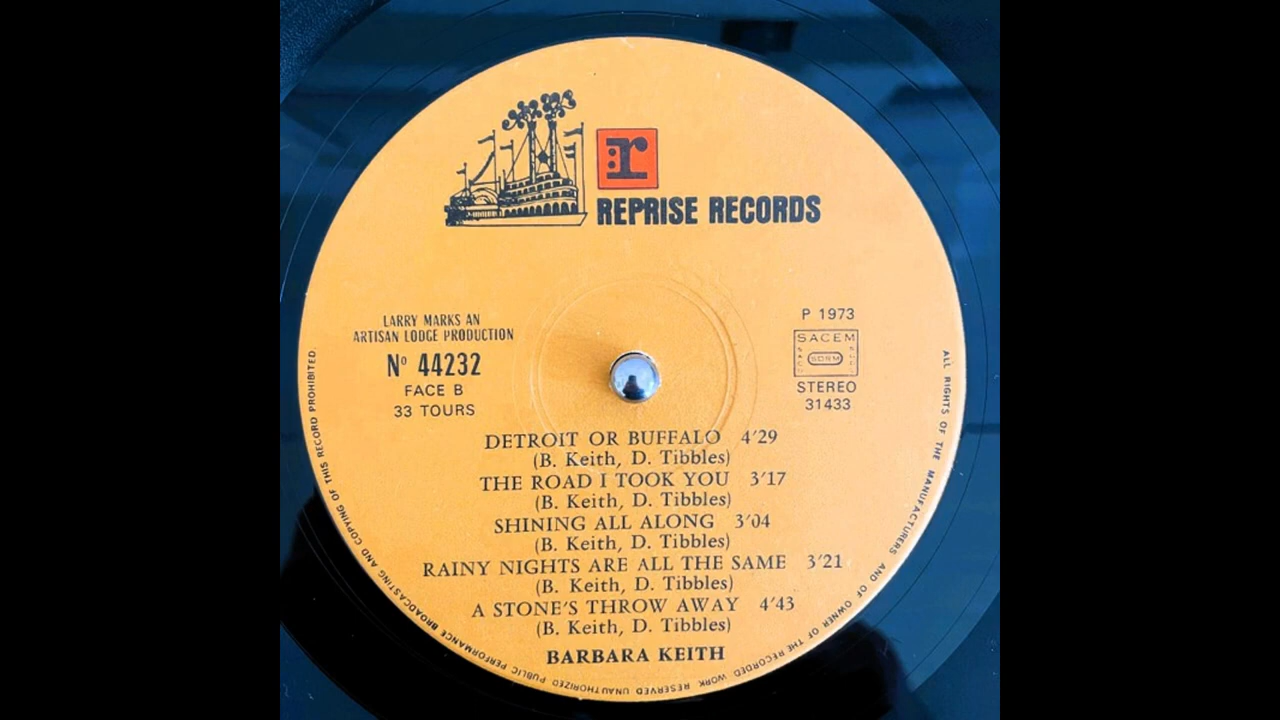 r
REPRISE RECORDS
LARRY MARKS AN
ARTISAN LODGE PRODUCTION
Nº 44232
FACE B
33 TOURS
P 1973
SACEM
SDRM
STEREO
31433
DETROIT OR BUFFALO 4′29
(B. Keith, D. Tibbles)
THE ROAD I TOOK YOU 3′17
(B. Keith, D. Tibbles)
SHINING ALL ALONG 3′04
(B. Keith, D. Tibbles)
RAINY NIGHTS ARE ALL THE SAME 3′21
(B. Keith, D. Tibbles)
A STONE'S THROW AWAY 4′43
(B. Keith, D. Tibbles)
BARBARA KEITH
ALL RIGHTS OF THE MANUFACTURERS AND OF OWNER OF THE RECORDED WORK RESERVED UNAUTHORIZED PUBLIC PERFORMANCE BROADCASTING AND COPYING OF THIS RECORD PROHIBITED.